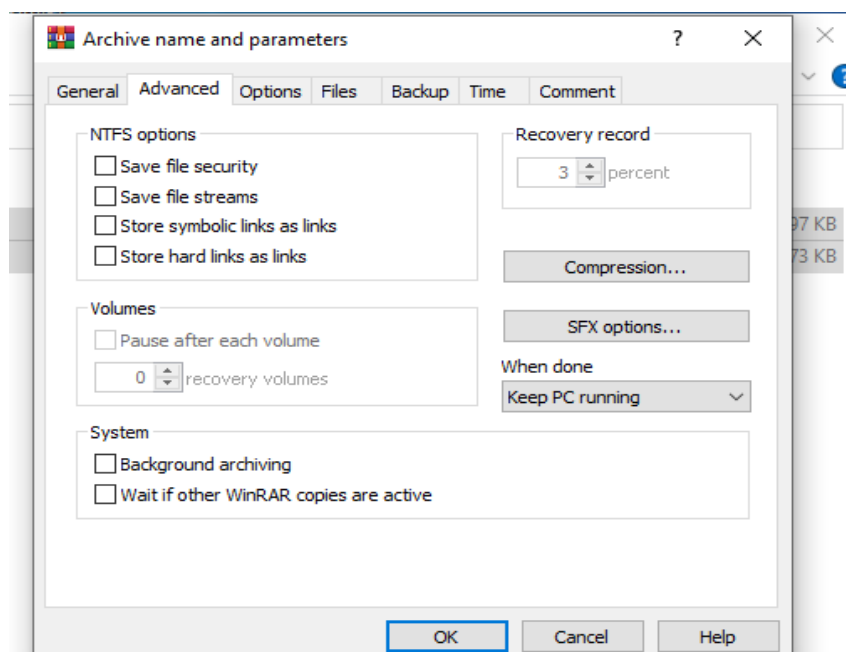 Archive name and parameters
?
General Advanced Options Files Backup Time Comment
NTFS options
Save file security
Save file streams
Store symbolic links as links
Store hard links as links
Recovery record
3 percent
97 KB
73 KB
Compression...
SFX options...
Volumes
Pause after each volume
0 recovery volumes
When done
Keep PC running
System
Background archiving
Wait if other WinRAR copies are active
OK Cancel Help